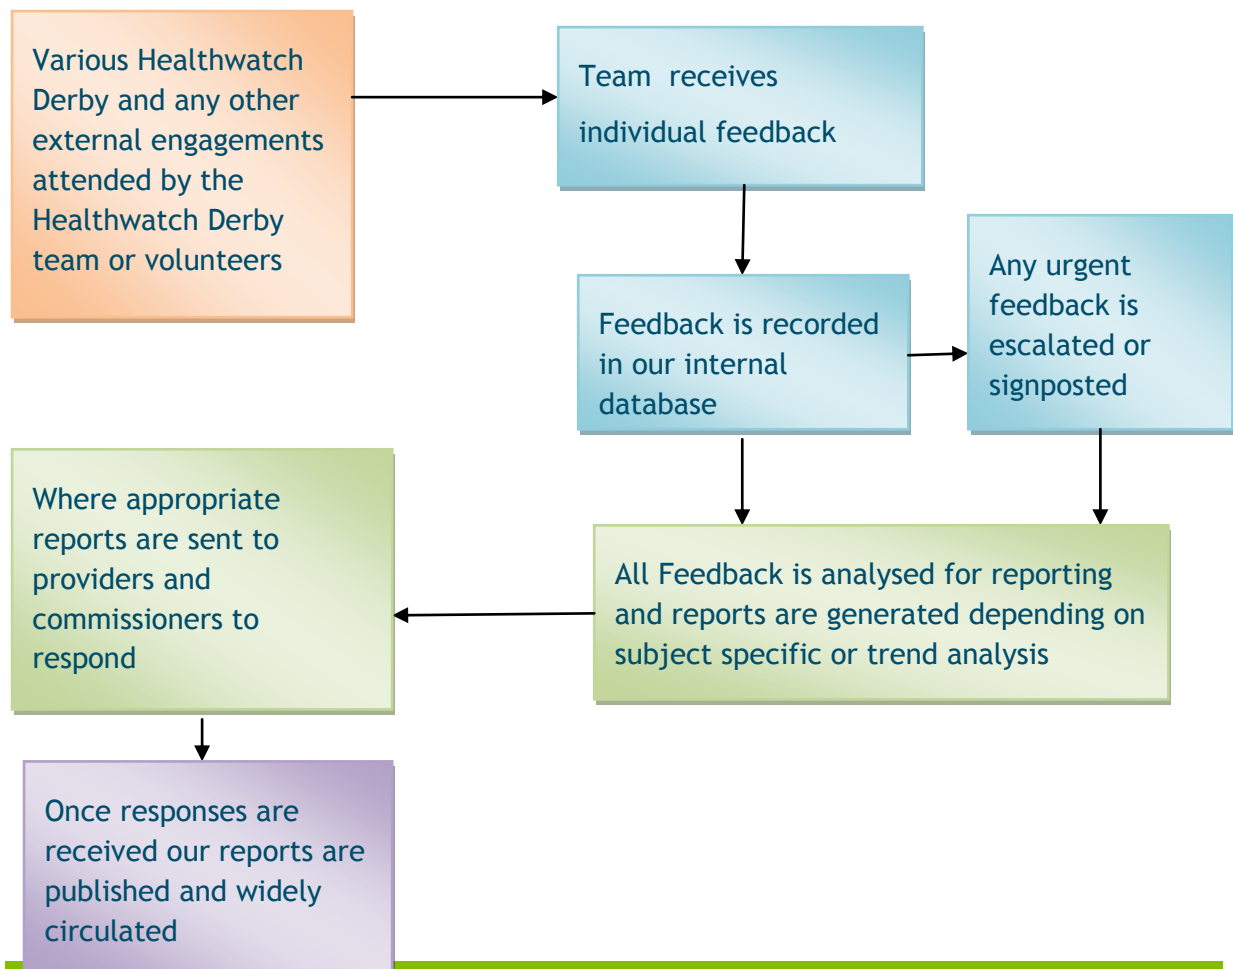 Various Healthwatch
Derby and any other
external engagements
attended by the
Healthwatch Derby
team or volunteers
Team receives
individual feedback
Feedback is recorded
in our internal
database
Any urgent
feedback is
escalated or
signposted
All Feedback is analysed for reporting
and reports are generated depending on
subject specific or trend analysis
Where appropriate
reports are sent to
providers and
commissioners to
respond
Once responses are
received our reports are
published and widely
circulated